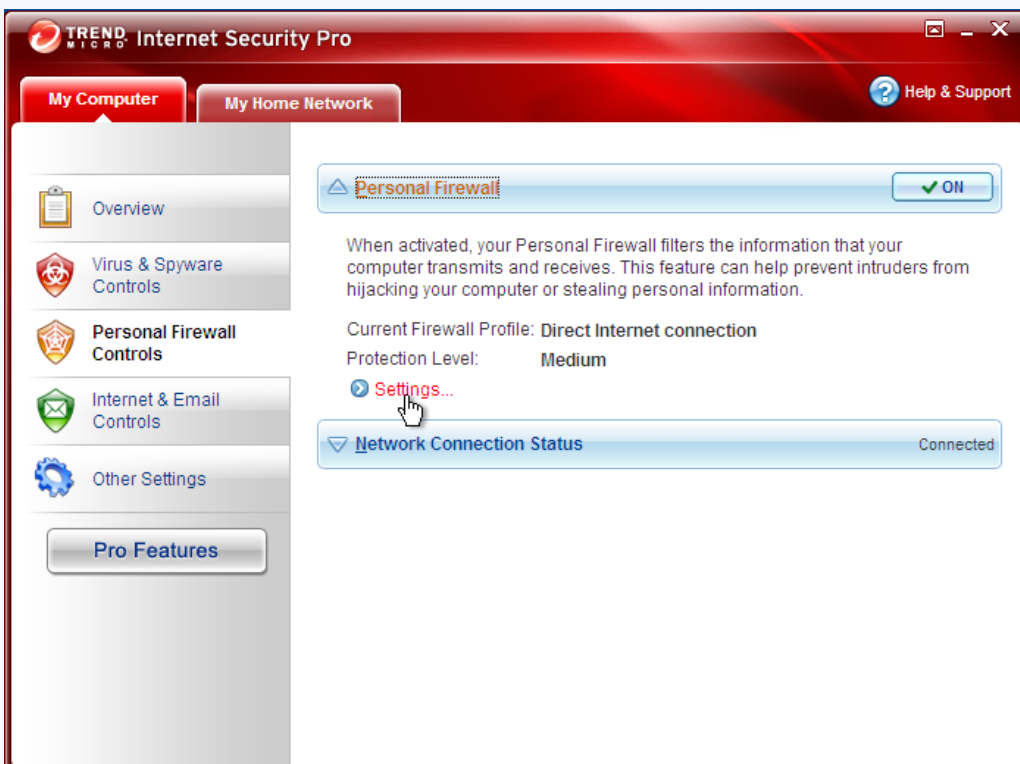 TREND MICRO Internet Security Pro
My Computer
My Home Network
Help & Support
Overview
Virus & Spyware
Controls
Personal Firewall
Controls
Internet & Email
Controls
Other Settings
Pro Features
Personal Firewall
ON
When activated, your Personal Firewall filters the information that your
computer transmits and receives. This feature can help prevent intruders from
hijacking your computer or stealing personal information.
Current Firewall Profile: Direct Internet connection
Protection Level: Medium
Settings...
Network Connection Status
Connected